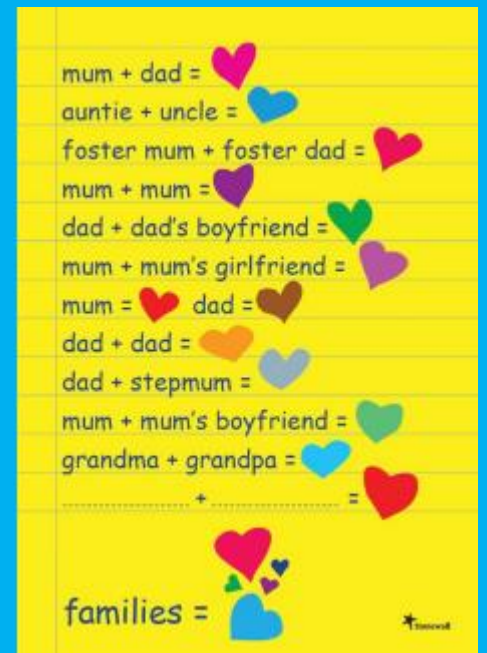 mum + dad =
auntie + uncle =
foster mum + foster dad =
mum + mum =
dad + dad's boyfriend =
mum + mum's girlfriend =
mum = dad =
dad + dad =
dad + stepmum =
mum + mum's boyfriend =
grandma + grandpa =
.................... + .................... =
families =